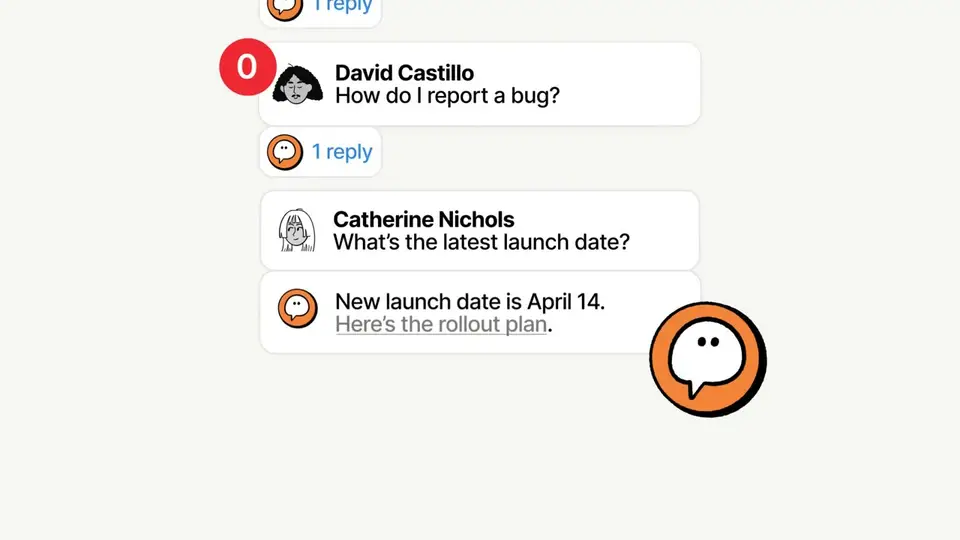 1 reply
0
David Castillo
How do I report a bug?
1 reply
Catherine Nichols
What’s the latest launch date?
New launch date is April 14.
Here’s the rollout plan.